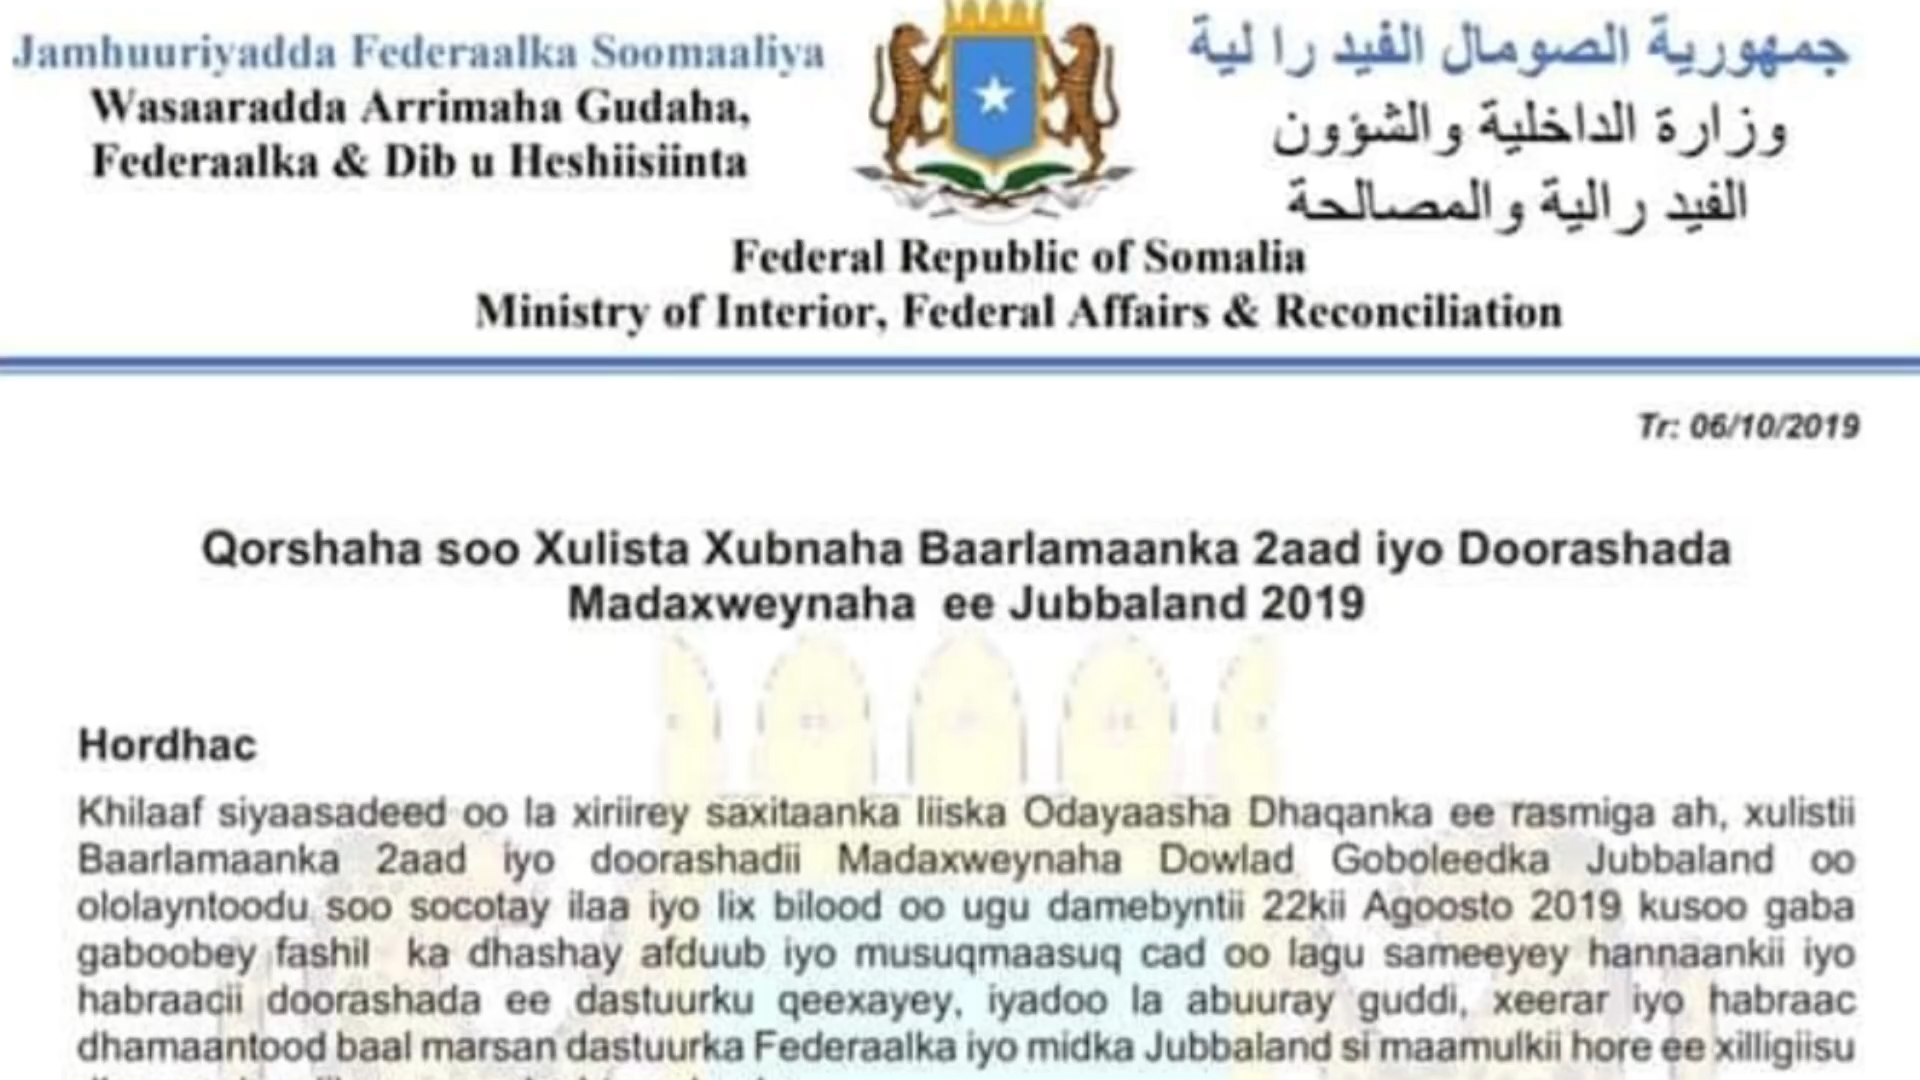 Jamhuuriyadda Federaalka Soomaaliya
Wasaaradda Arrimaha Gudaha,
Federaalka & Dib u Heshiisiinta
جمهورية الصومال الفيد را لية
وزارة الداخلية والشؤون
الفيد رالية والمصالحة
Federal Republic of Somalia
Ministry of Interior, Federal Affairs & Reconciliation
Tr: 06/10/2019
Qorshaha soo Xulista Xubnaha Baarlamaanka 2aad iyo Doorashada
Madaxweynaha ee Jubbaland 2019
Hordhac
Khilaaf siyaasadeed oo la xiriirey saxitaanka liiska Odayaasha Dhaqanka ee rasmiga ah, xulistii
Baarlamaanka 2aad iyo doorashadii Madaxweynaha Dowlad Goboleedka Jubbaland oo
ololayntoodu soo socotay ilaa iyo lix bilood oo ugu damebyntii 22kii Agoosto 2019 kusoo gaba
gaboobey fashil ka dhashay afduub iyo musuqmaasuq cad oo lagu sameeyey hannaankii iyo
habraacii doorashada ee dastuurku qeexayey, iyadoo la abuuray guddi, xeerar iyo habraac
dhamaantood baal marsan dastuurka Federaalka iyo midka Jubbaland si maamulkii hore ee xilligiisu